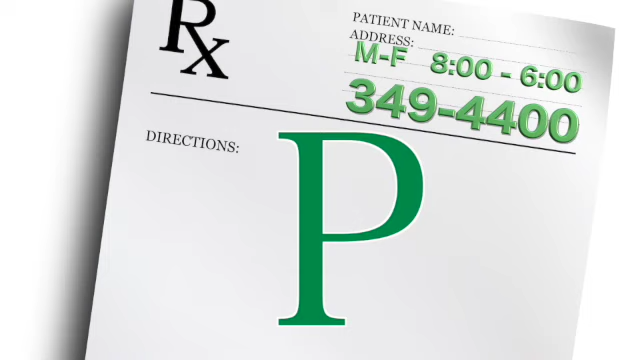 Rx
PATIENT NAME:
ADDRESS:
M-F 8:00 - 6:00
349-4400
DIRECTIONS:
P